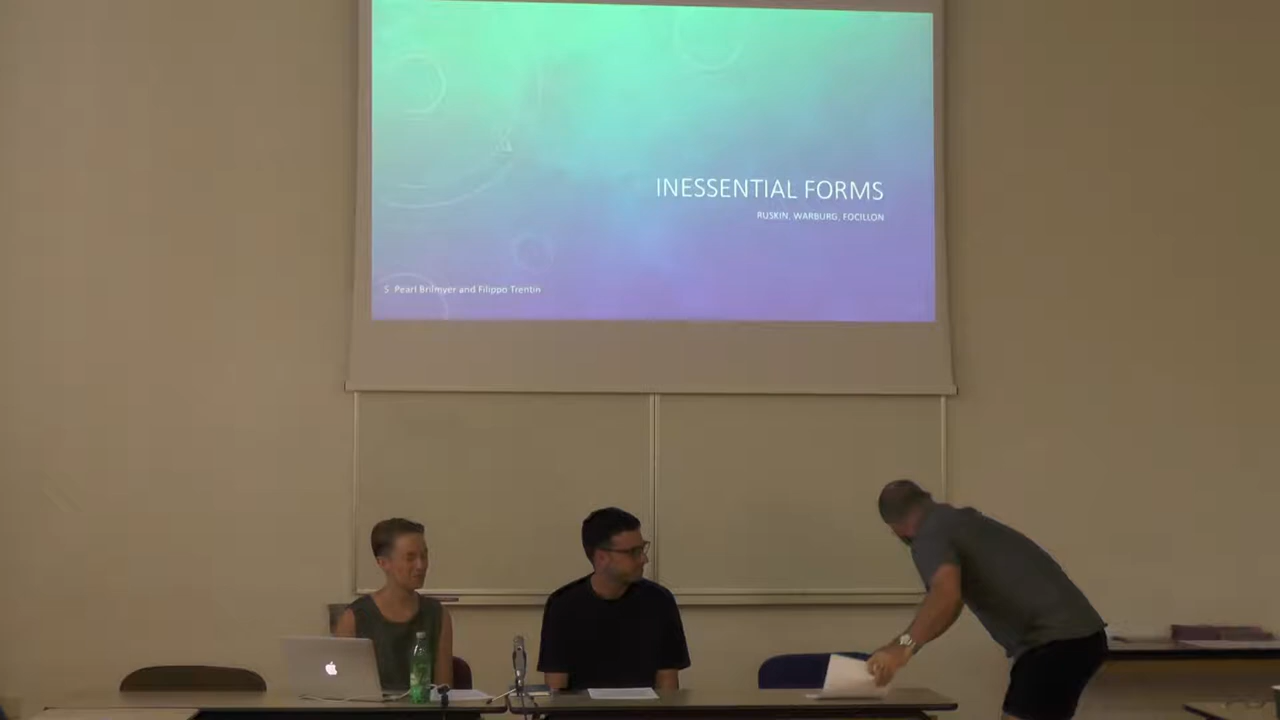 INESSENTIAL FORMS
RUSKIN, WARBURG, FOCILLON
S. Pearl Brilmyer and Filippo Trentin